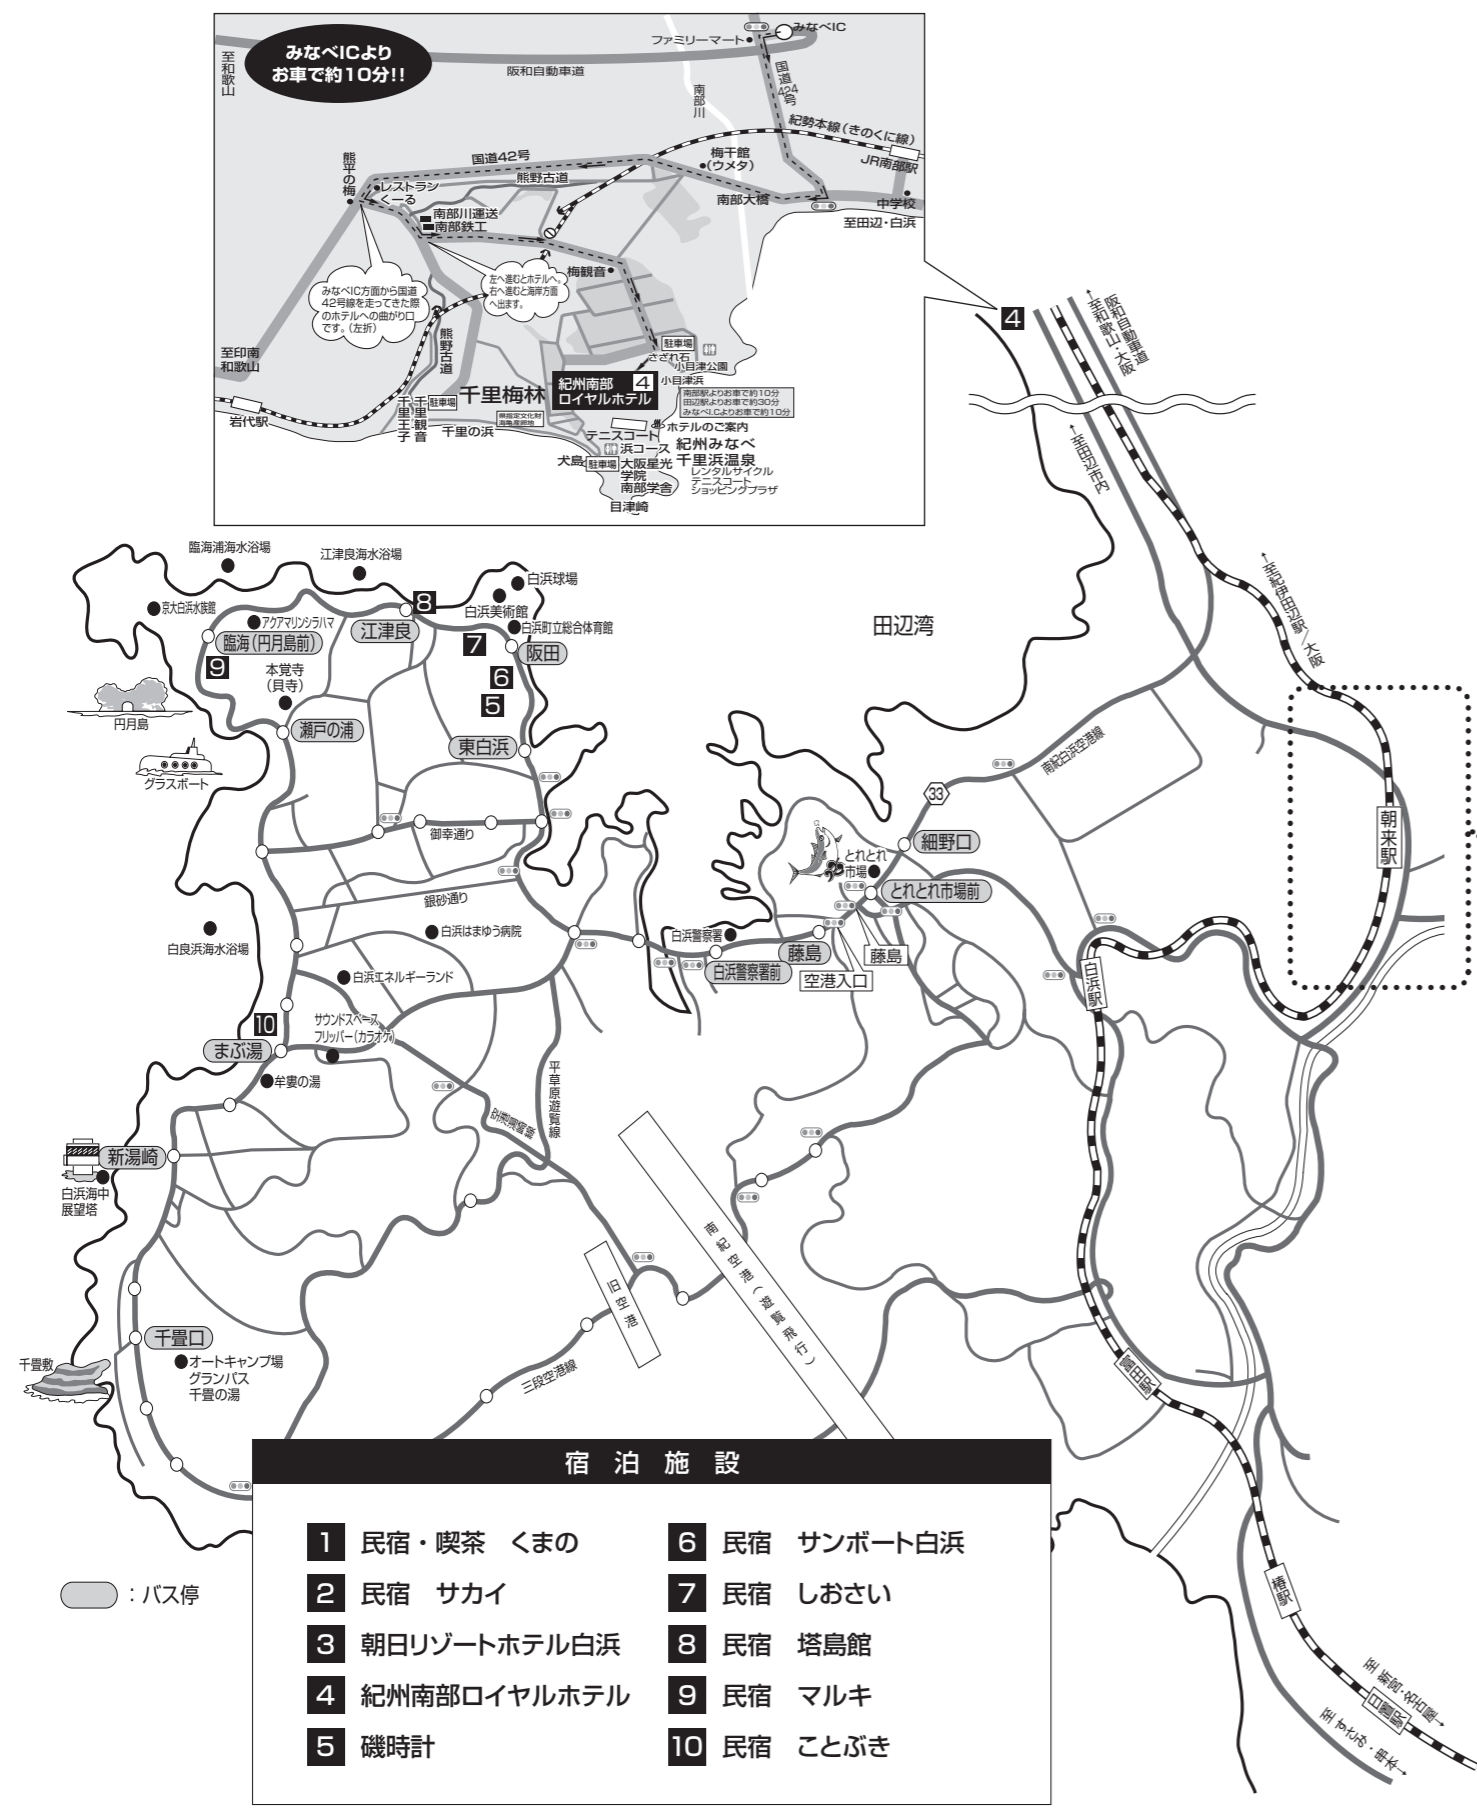 みなべICより
お車で約10分!!
至和歌山
阪和自動車道
ファミリーマート
みなべIC
国道424号
南部川
紀勢本線(きのくに線)
JR南部駅
中学校
至田辺・白浜
梅干館
(ウメタ)
南部大橋
国道42号
熊野古道
熊平の梅
レストラン
くーる
南部川運送
南部鉄工
梅観音
みなべIC方面から国道
42号線を走ってきた際
のホテルへの曲がり口
です。(左折)
左へ進むとホテルへ。
右へ進むと海岸方面
へ出ます。
熊野古道
至印南
和歌山
岩代駅
千里王子
千里観音
駐車場
千里梅林
千里の浜
県指定文化財
海亀産卵地
紀州南部 4
ロイヤルホテル
駐車場
さざれ石
小目津公園
小目津浜
南部駅よりお車で約10分
田辺駅よりお車で約30分
みなべI.Cよりお車で約10分
ホテルのご案内
テニスコート
浜コース
犬島
駐車場
大阪星光
学院
南部学舎
目津崎
紀州みなべ
千里浜温泉
レンタルサイクル
テニスコート
ショッピングプラザ
4
阪和自動車道
至和歌山・大阪
至田辺市内
至紀伊田辺駅/大阪
田辺湾
臨海浦海水浴場
江津良海水浴場
白浜球場
白浜美術館
白浜町立総合体育館
京大白浜水族館
アクアマリンシラハマ
臨海(円月島前)
江津良
8
7
阪田
6
5
9
本覚寺
(貝寺)
円月島
瀬戸の浦
東白浜
グラスボート
御幸通り
銀砂通り
白良浜海水浴場
白浜はまゆう病院
白浜エネルギーランド
サウンドスペース
フリッパー(カラオケ)
10
まぶ湯
牟婁の湯
新湯崎
白浜海中
展望塔
千畳口
千畳敷
オートキャンプ場
グランパス
千畳の湯
平草原遊覧線
空港湯崎線
旧空港
三段空港線
南紀空港(遊覧飛行)
南紀白浜空港線
33
細野口
とれとれ
市場
とれとれ市場前
白浜警察署
白浜警察署前
藤島
藤島
空港入口
朝来駅
白浜駅
富田駅
椿駅
日置駅
至新宮・名古屋
至すさみ・串本
:バス停
宿泊施設
1 民宿・喫茶 くまの
2 民宿 サカイ
3 朝日リゾートホテル白浜
4 紀州南部ロイヤルホテル
5 磯時計
6 民宿 サンボート白浜
7 民宿 しおさい
8 民宿 塔島館
9 民宿 マルキ
10 民宿 ことぶき